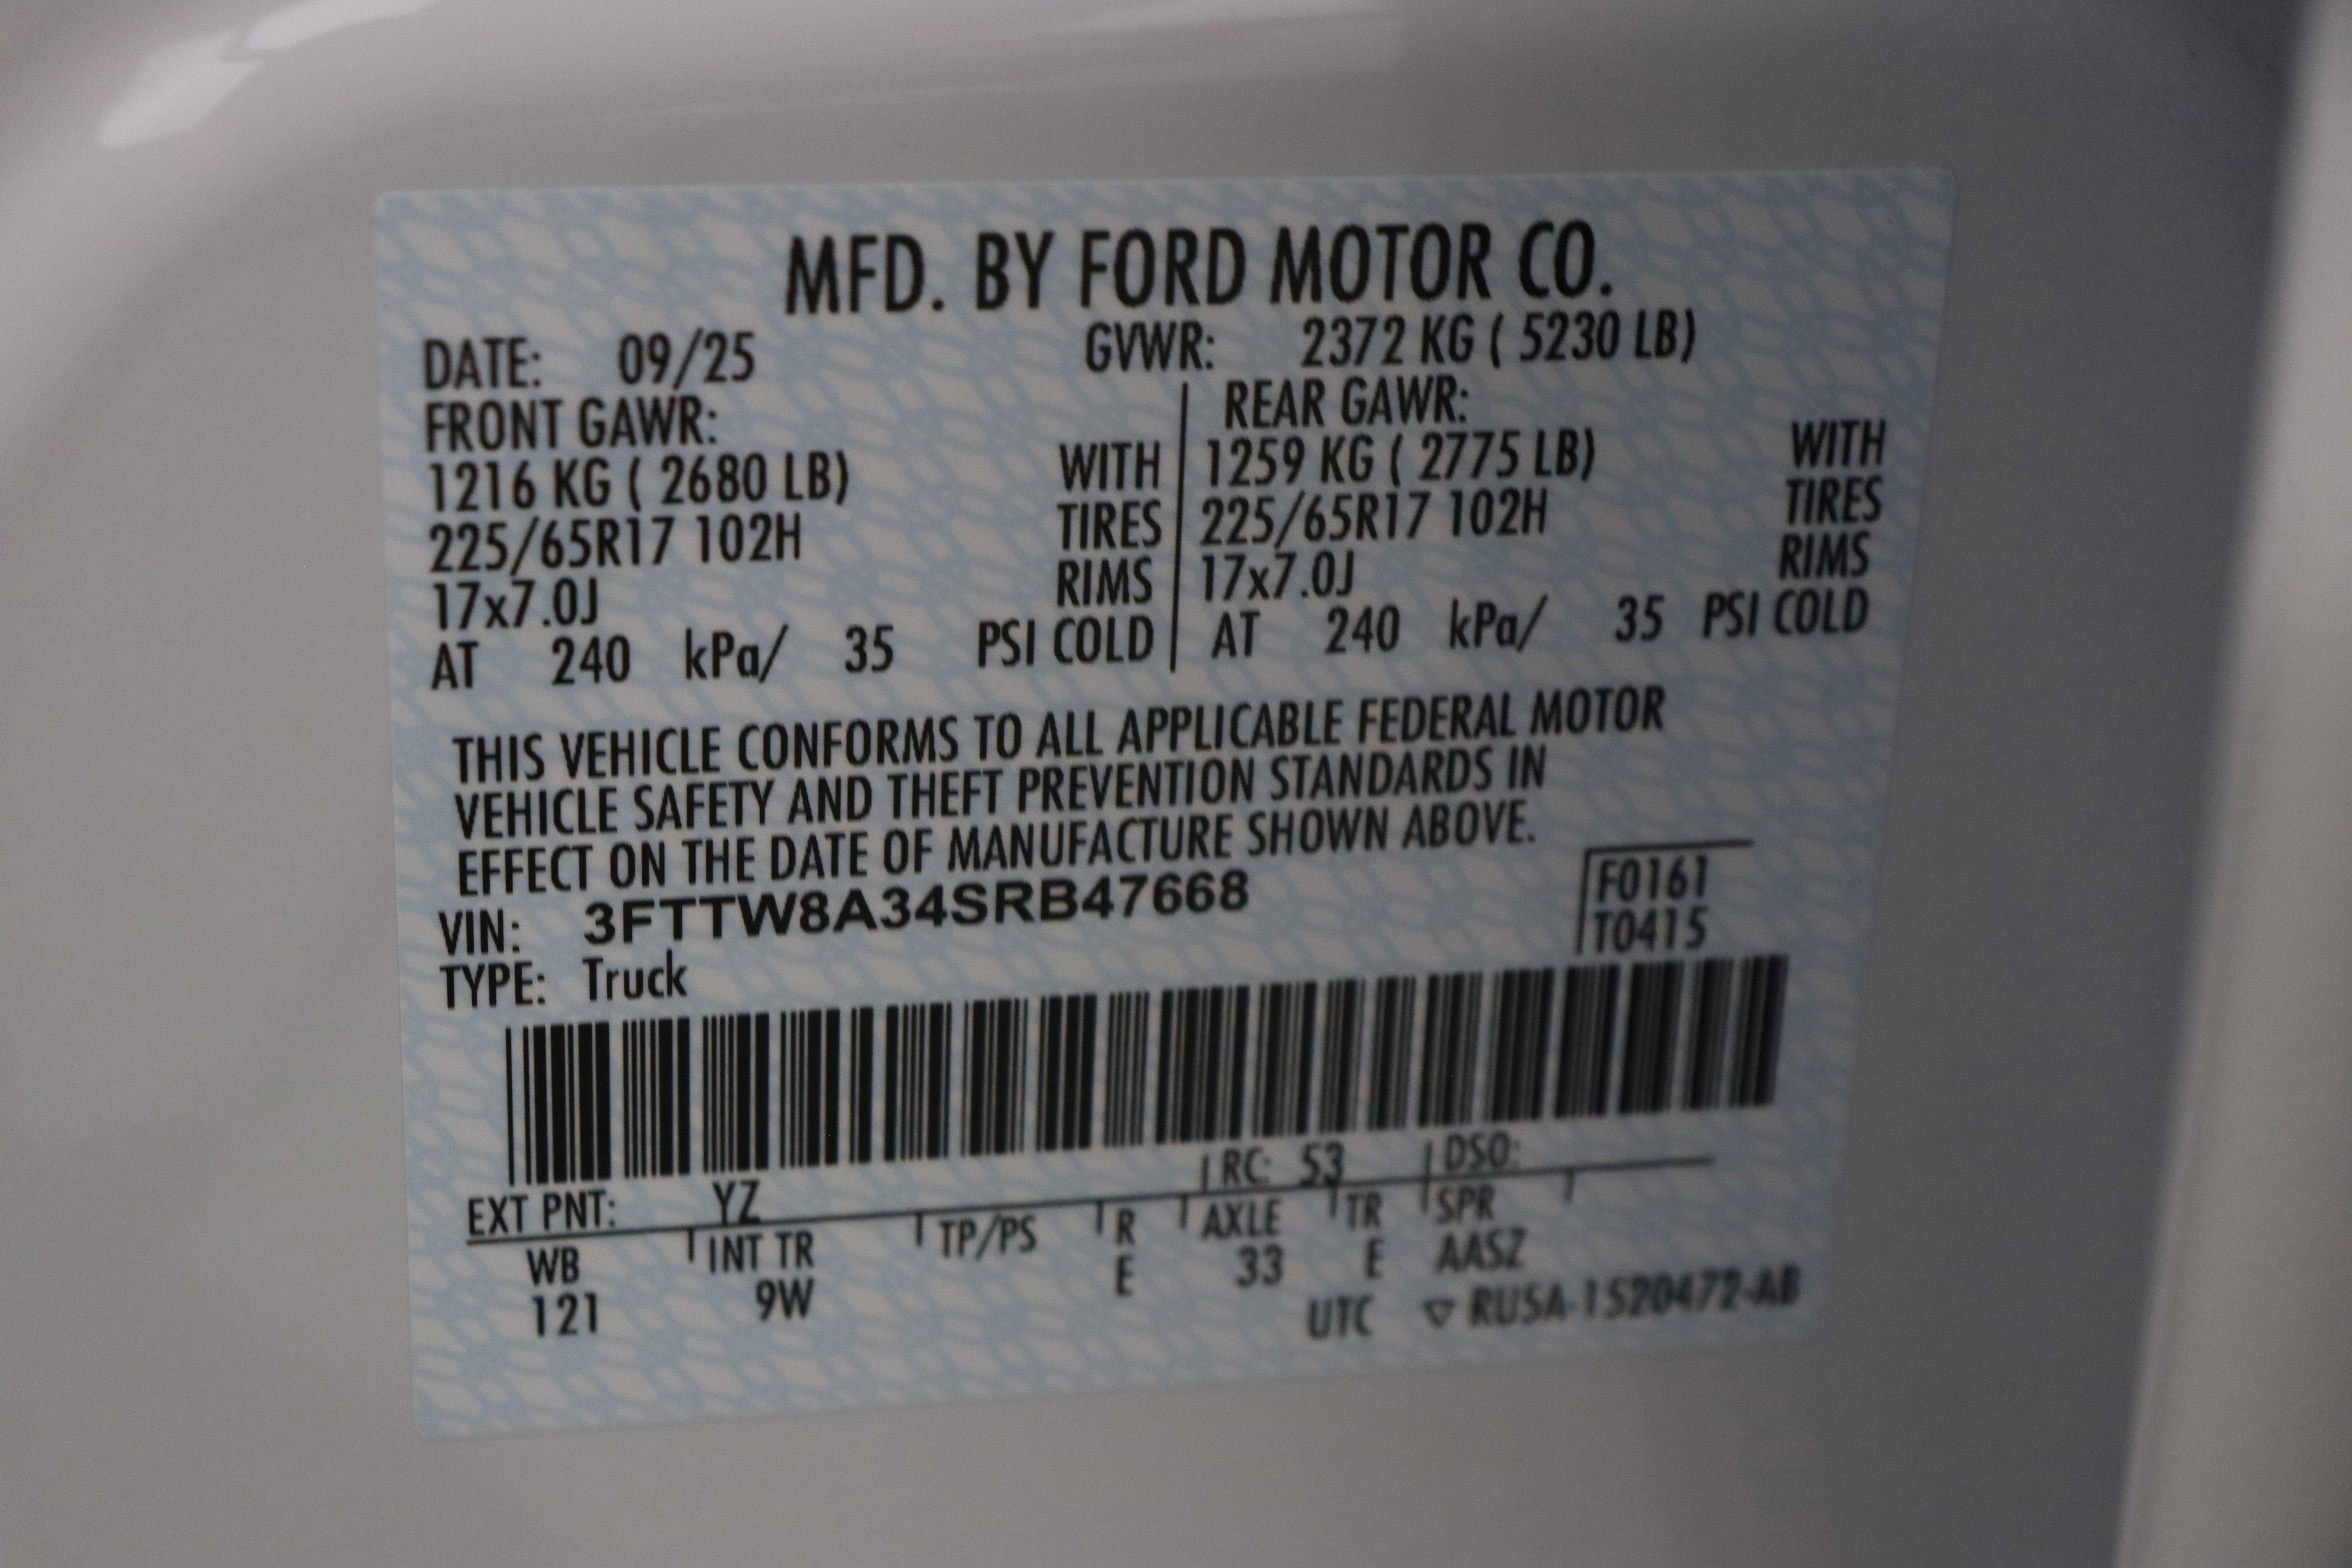 MFD. BY FORD MOTOR CO.
DATE: 09/25 GVWR: 2372 KG ( 5230 LB)
FRONT GAWR: REAR GAWR:
1216 KG ( 2680 LB) WITH 1259 KG ( 2775 LB) WITH
225/65R17 102H TIRES 225/65R17 102H TIRES
17x7.0J RIMS 17x7.0J RIMS
AT 240 kPa/ 35 PSI COLD AT 240 kPa/ 35 PSI COLD
THIS VEHICLE CONFORMS TO ALL APPLICABLE FEDERAL MOTOR
VEHICLE SAFETY AND THEFT PREVENTION STANDARDS IN
EFFECT ON THE DATE OF MANUFACTURE SHOWN ABOVE.
VIN: 3FTTW8A34SRB47668 F0161
TYPE: Truck T0415
EXT PNT: YZ RC: 53 DSO:
WB INT TR TP/PS R AXLE TR SPR
121 9W E 33 E AASZ
UTC ▽ RUSA-1520472-AB